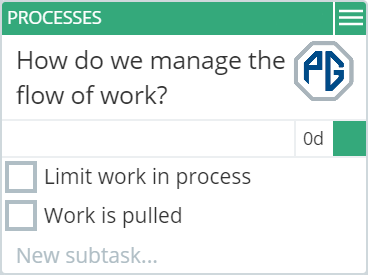 PROCESSES
How do we manage the
flow of work?
PG
0d
Limit work in process
Work is pulled
New subtask...